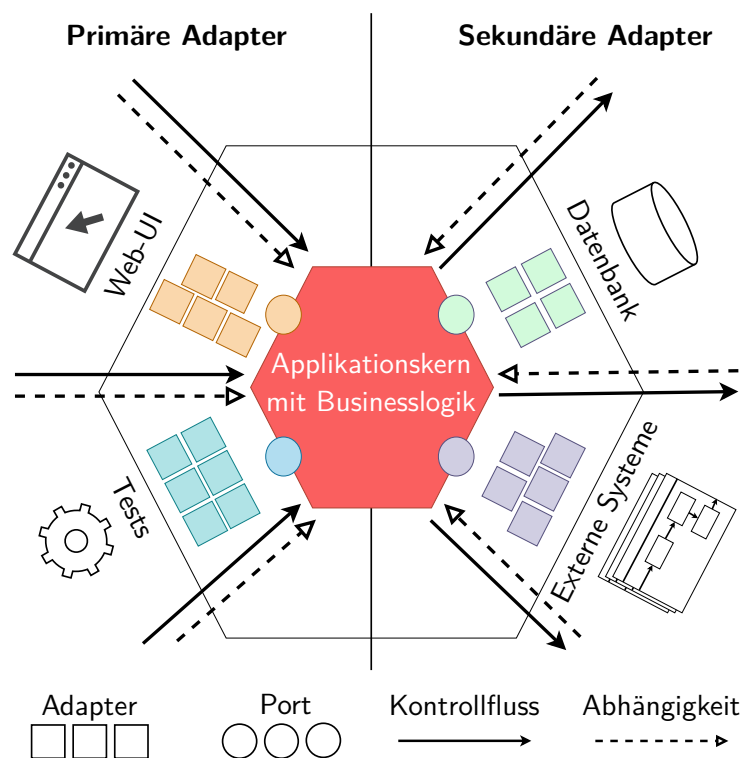 Primäre Adapter
Sekundäre Adapter
Web-UI
Datenbank
Applikationskern
mit Businesslogik
Tests
Externe Systeme
Adapter
Port
Kontrollfluss
Abhängigkeit